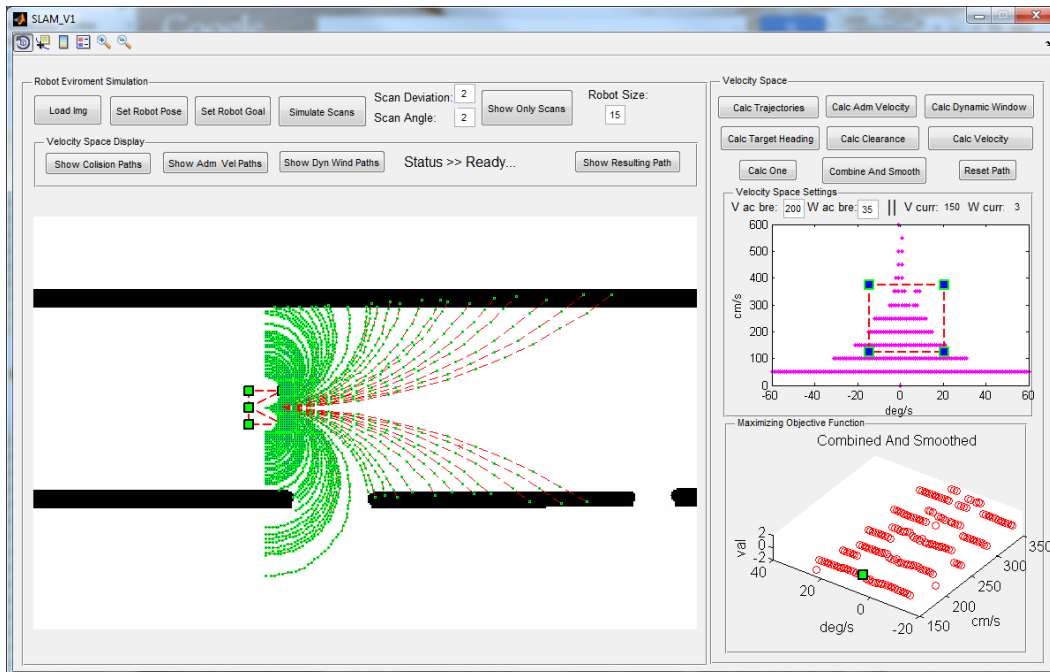 SLAM_V1
Robot Eviroment Simulation
Load Img
Set Robot Pose
Set Robot Goal
Simulate Scans
Scan Deviation: 2
Scan Angle: 2
Show Only Scans
Robot Size:
15
Velocity Space Display
Show Colision Paths
Show Adm Vel Paths
Show Dyn Wind Paths
Status >> Ready...
Show Resulting Path
Velocity Space
Calc Trajectories
Calc Adm Velocity
Calc Dynamic Window
Calc Target Heading
Calc Clearance
Calc Velocity
Calc One
Combine And Smooth
Reset Path
Velocity Space Settings
V ac bre: 200 W ac bre: 35 || V curr: 150 W curr: 3
600
500
400
300
200
100
0
cm/s
-60 -40 -20 0 20 40 60
deg/s
Maximizing Objective Function
Combined And Smoothed
2
0
-2
val
40
20
0
-20
deg/s
150
200
250
300
350
cm/s